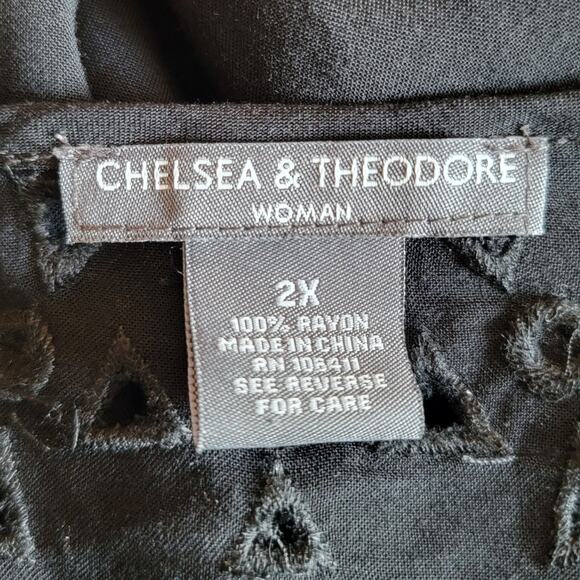 CHELSEA & THEODORE
WOMAN
2X
100% RAYON
MADE IN CHINA
RN 106411
SEE REVERSE
FOR CARE